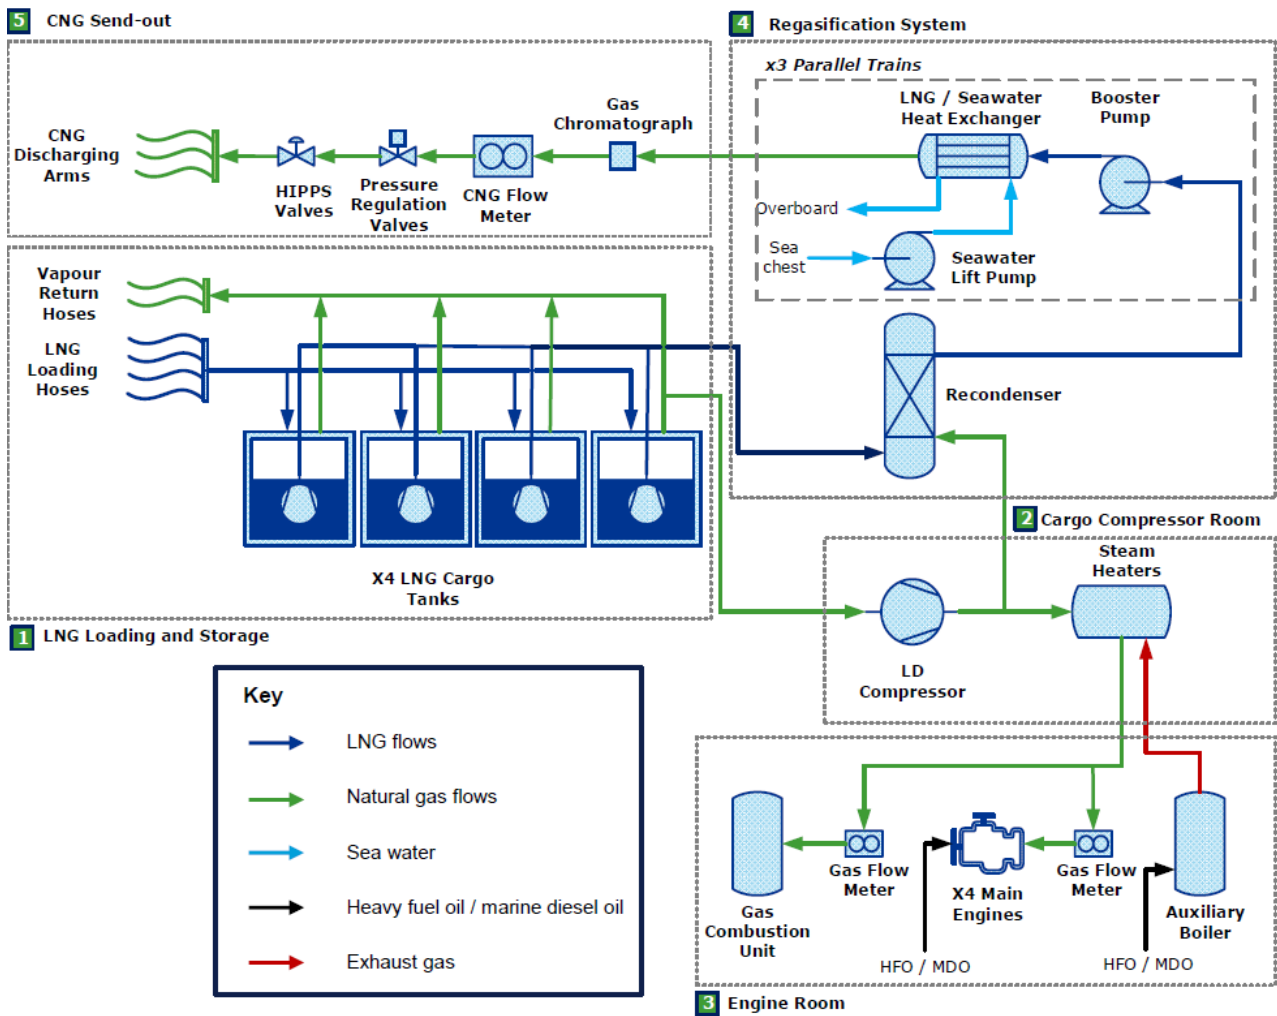 5 CNG Send-out
CNG
Discharging
Arms
HIPPS
Valves
Pressure
Regulation
Valves
CNG Flow
Meter
Gas
Chromatograph
4 Regasification System
x3 Parallel Trains
LNG / Seawater
Heat Exchanger
Booster
Pump
Overboard
Sea
chest
Seawater
Lift Pump
Recondenser
Vapour
Return
Hoses
LNG
Loading
Hoses
X4 LNG Cargo
Tanks
1 LNG Loading and Storage
2 Cargo Compressor Room
Steam
Heaters
LD
Compressor
Key
LNG flows
Natural gas flows
Sea water
Heavy fuel oil / marine diesel oil
Exhaust gas
Gas
Combustion
Unit
Gas Flow
Meter
X4 Main
Engines
Gas Flow
Meter
Auxiliary
Boiler
HFO / MDO
HFO / MDO
3 Engine Room